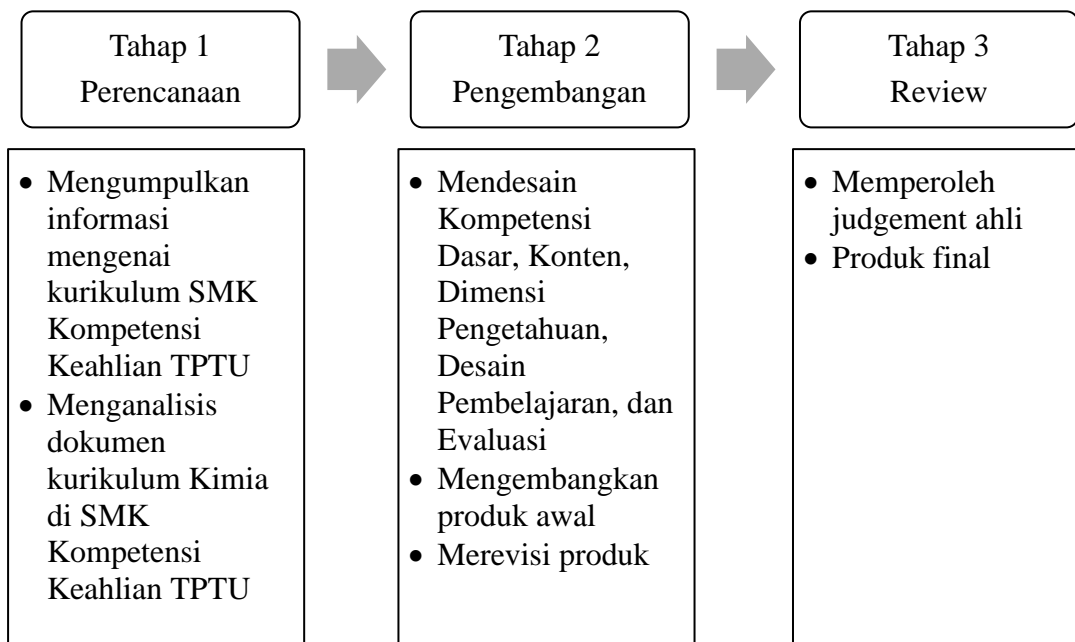 Tahap 1
Perencanaan
Tahap 2
Pengembangan
Tahap 3
Review
• Mengumpulkan
informasi
mengenai
kurikulum SMK
Kompetensi
Keahlian TPTU
• Menganalisis
dokumen
kurikulum Kimia
di SMK
Kompetensi
Keahlian TPTU
• Mendesain
Kompetensi
Dasar, Konten,
Dimensi
Pengetahuan,
Desain
Pembelajaran, dan
Evaluasi
• Mengembangkan
produk awal
• Merevisi produk
• Memperoleh
judgement ahli
• Produk final